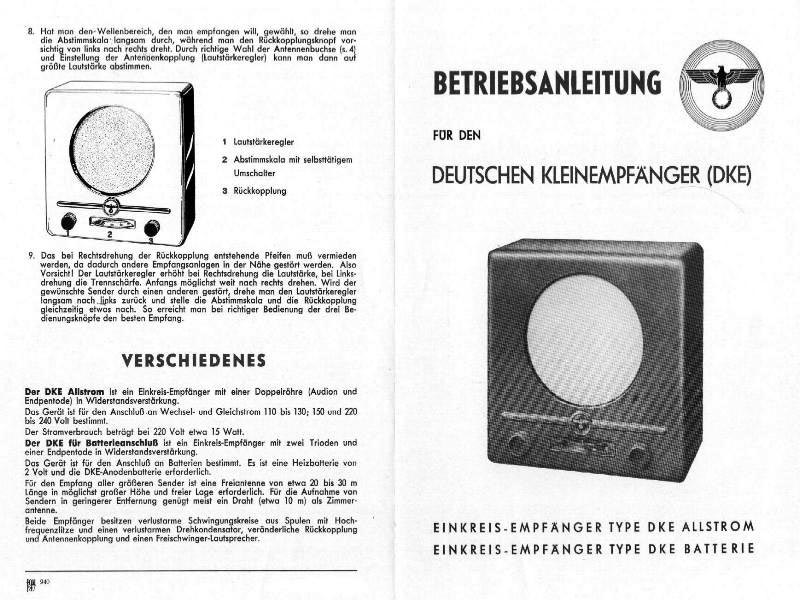 8. Hat man den Wellenbereich, den man empfangen will, gewählt, so drehe man
die Abstimmskala langsam durch, während man den Rückkopplungsknopf vor-
sichtig von links nach rechts dreht. Durch richtige Wahl der Antennenbuchse (s. 4)
und Einstellung der Antennenkopplung (Lautstärkeregler) kann man dann auf
größte Lautstärke abstimmen.
1 Lautstärkeregler
2 Abstimmskala mit selbsttätigem
Umschalter
3 Rückkopplung
1
2
3
9. Das bei Rechtsdrehung der Rückkopplung entstehende Pfeifen muß vermieden
werden, da dadurch andere Empfangsanlagen in der Nähe gestört werden. Also
Vorsicht! Der Lautstärkeregler erhöht bei Rechtsdrehung die Lautstärke, bei Links-
drehung die Trennschärfe. Anfangs möglichst weit nach rechts drehen. Wird der
gewünschte Sender durch einen anderen gestört, drehe man den Lautstärkeregler
langsam nach links zurück und stelle die Abstimmskala und die Rückkopplung
gleichzeitig etwas nach. So erreicht man bei richtiger Bedienung der drei Be-
dienungsknöpfe den besten Empfang.
VERSCHIEDENES
Der DKE Allstrom ist ein Einkreis-Empfänger mit einer Doppelröhre (Audion und
Endpentode) in Widerstandsverstärkung.
Das Gerät ist für den Anschluß an Wechsel- und Gleichstrom 110 bis 130; 150 und 220
bis 240 Volt bestimmt.
Der Stromverbrauch beträgt bei 220 Volt etwa 15 Watt.
Der DKE für Batterieanschluß ist ein Einkreis-Empfänger mit zwei Trioden und
einer Endpentode in Widerstandsverstärkung.
Das Gerät ist für den Anschluß an Batterien bestimmt. Es ist eine Heizbatterie von
2 Volt und die DKE-Anodenbatterie erforderlich.
Für den Empfang aller größeren Sender ist eine Freiantenne von etwa 20 bis 30 m
Länge in möglichst großer Höhe und freier Lage erforderlich. Für die Aufnahme von
Sendern in geringerer Entfernung genügt meist ein Draht (etwa 10 m) als Zimmer-
antenne.
Beide Empfänger besitzen verlustarme Schwingungskreise aus Spulen mit Hoch-
frequenzlitze und einen verlustarmen Drehkondensator, veränderliche Rückkopplung
und Antennenkopplung und einen Freischwinger-Lautsprecher.
940
BETRIEBSANLEITUNG
FÜR DEN
DEUTSCHEN KLEINEMPFÄNGER (DKE)
EINKREIS-EMPFÄNGER TYPE DKE ALLSTROM
EINKREIS-EMPFÄNGER TYPE DKE BATTERIE